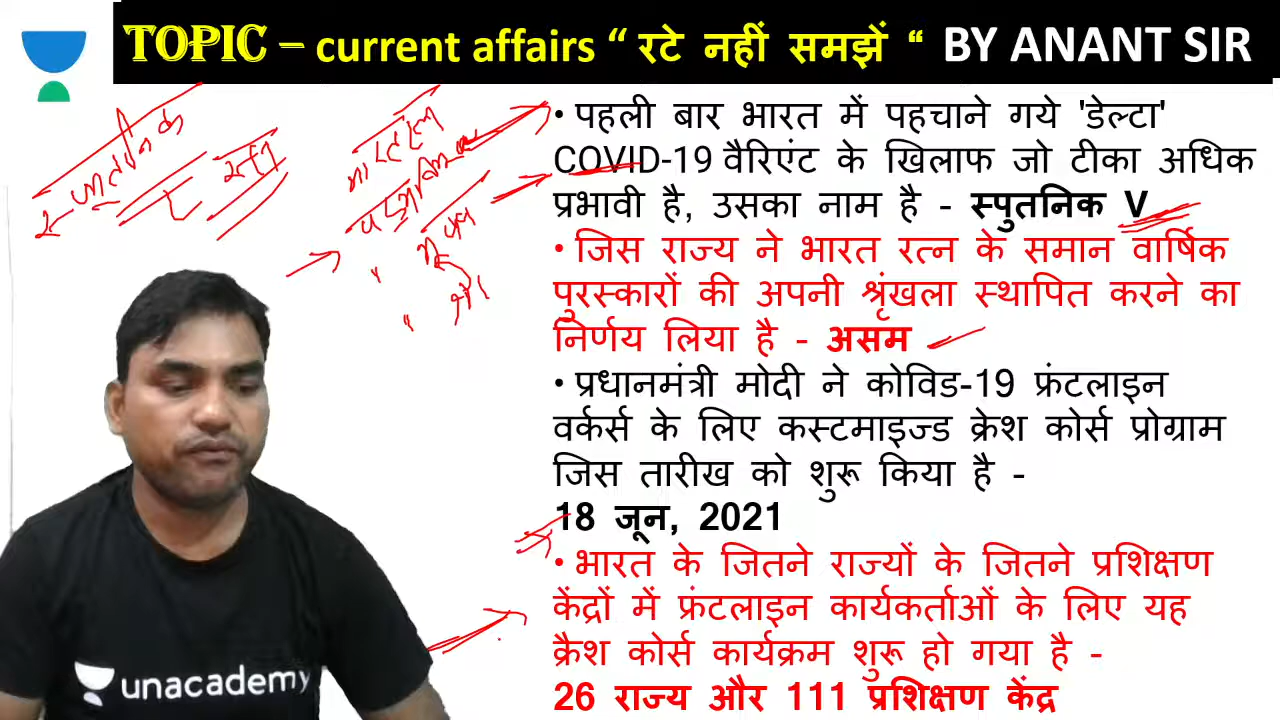 TOPIC – current affairs “ रटे नहीं समझें “ BY ANANT SIR
• पहली बार भारत में पहचाने गये 'डेल्टा'
COVID-19 वैरिएंट के खिलाफ जो टीका अधिक
प्रभावी है, उसका नाम है - स्पुतनिक V
• जिस राज्य ने भारत रत्न के समान वार्षिक
पुरस्कारों की अपनी श्रृंखला स्थापित करने का
निर्णय लिया है - असम
• प्रधानमंत्री मोदी ने कोविड-19 फ्रंटलाइन
वर्कर्स के लिए कस्टमाइज्ड क्रेश कोर्स प्रोग्राम
जिस तारीख को शुरू किया है -
18 जून, 2021
• भारत के जितने राज्यों के जितने प्रशिक्षण
केंद्रों में फ्रंटलाइन कार्यकर्ताओं के लिए यह
क्रैश कोर्स कार्यक्रम शुरू हो गया है -
26 राज्य और 111 प्रशिक्षण केंद्र
unacademy